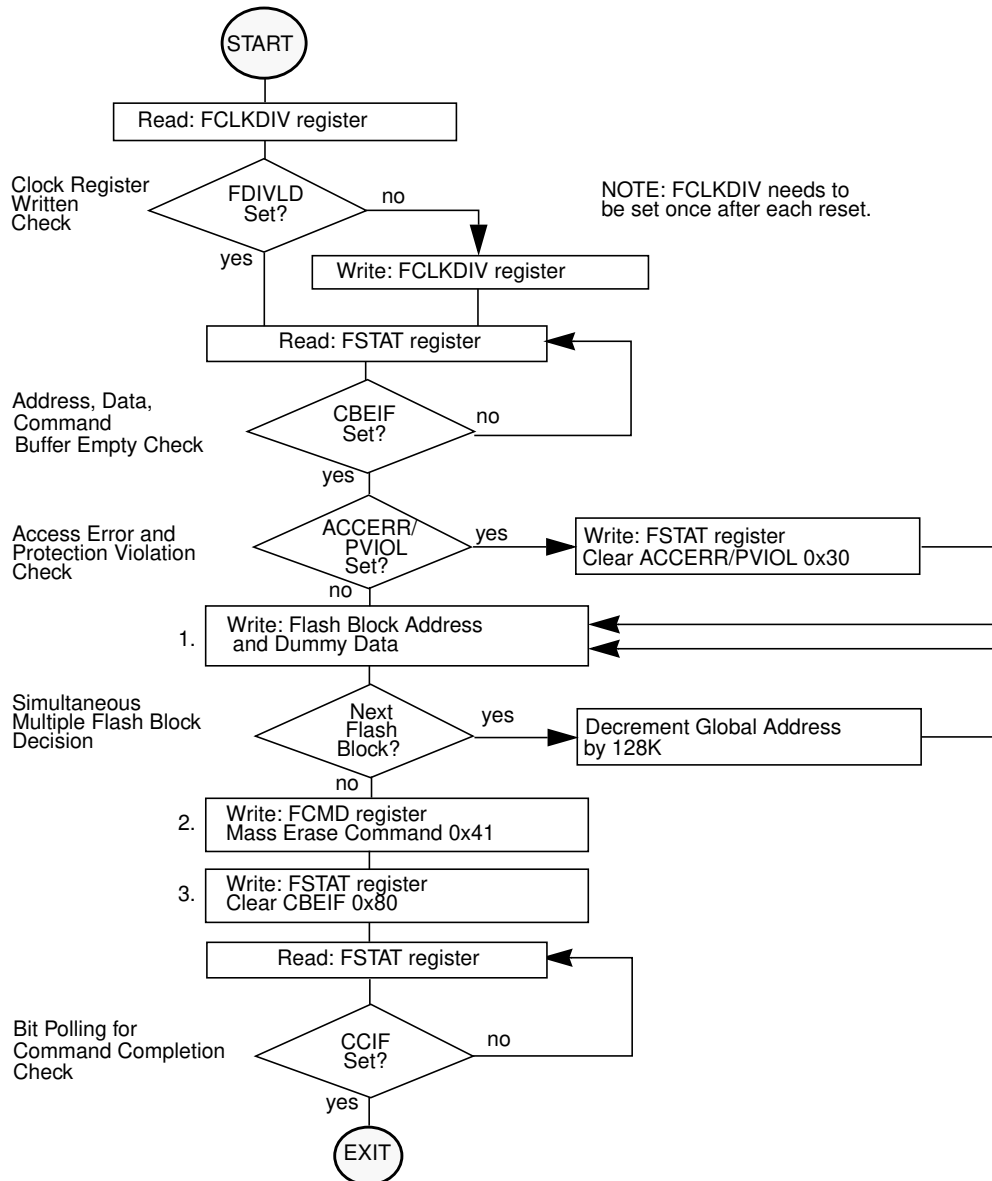 START
Read: FCLKDIV register
Clock Register
Written
Check
FDIVLD
Set?
no
yes
NOTE: FCLKDIV needs to
be set once after each reset.
Write: FCLKDIV register
Read: FSTAT register
Address, Data,
Command
Buffer Empty Check
CBEIF
Set?
no
yes
Access Error and
Protection Violation
Check
ACCERR/
PVIOL
Set?
yes
no
Write: FSTAT register
Clear ACCERR/PVIOL 0x30
1.
Write: Flash Block Address
and Dummy Data
Simultaneous
Multiple Flash Block
Decision
Next
Flash
Block?
yes
no
Decrement Global Address
by 128K
2.
Write: FCMD register
Mass Erase Command 0x41
3.
Write: FSTAT register
Clear CBEIF 0x80
Read: FSTAT register
Bit Polling for
Command Completion
Check
CCIF
Set?
no
yes
EXIT